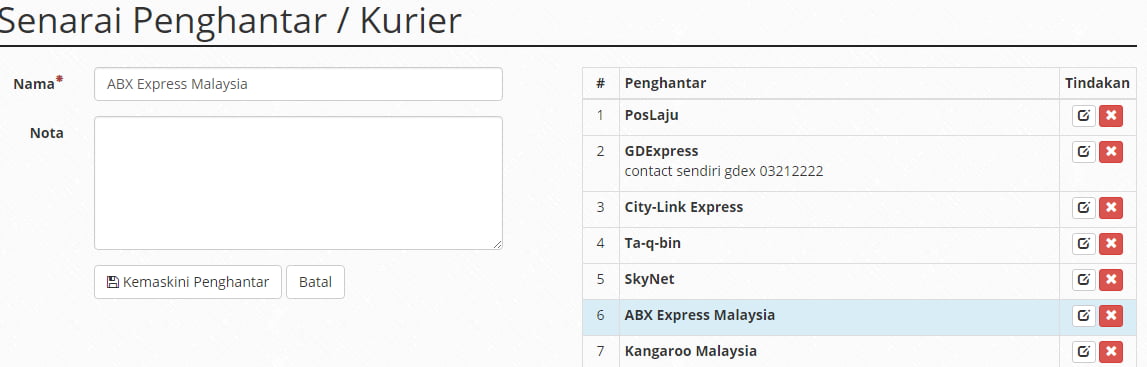 Senarai Penghantar / Kurier
Nama*
ABX Express Malaysia
Nota
Kemaskini Penghantar
Batal
# Penghantar Tindakan
1 PosLaju
2 GDExpress
contact sendiri gdex 03212222
3 City-Link Express
4 Ta-q-bin
5 SkyNet
6 ABX Express Malaysia
7 Kangaroo Malaysia